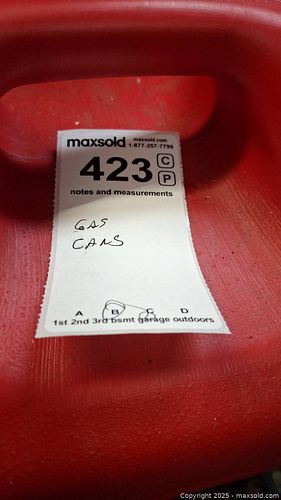 maxsold maxsold.com
1-877-257-7799
423 C
P
notes and measurements
GAS
CANS
A B C D
1st 2nd 3rd bsmt garage outdoors
Copyright 2025 - maxsold.com